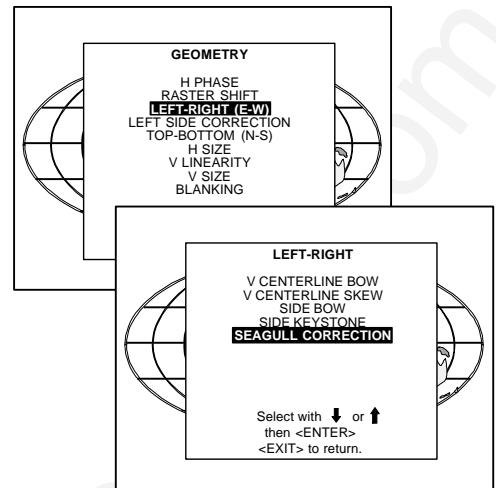 GEOMETRY
H PHASE
RASTER SHIFT
LEFT-RIGHT (E-W)
LEFT SIDE CORRECTION
TOP-BOTTOM (N-S)
H SIZE
V LINEARITY
V SIZE
BLANKING
LEFT-RIGHT
V CENTERLINE BOW
V CENTERLINE SKEW
SIDE BOW
SIDE KEYSTONE
SEAGULL CORRECTION
Select with ⬇ or ⬆
then <ENTER>
<EXIT> to return.